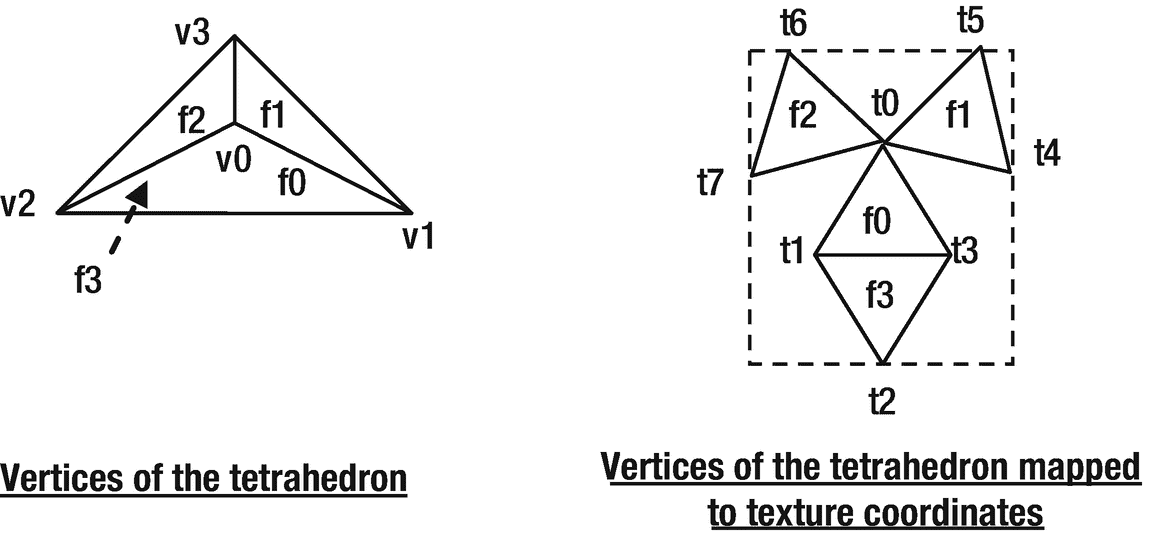 v3
f2
f1
v0
f0
v2
v1
f3
Vertices of the tetrahedron
t6
t5
t0
f2
f1
t7
t4
f0
t1
t3
f3
t2
Vertices of the tetrahedron mapped
to texture coordinates